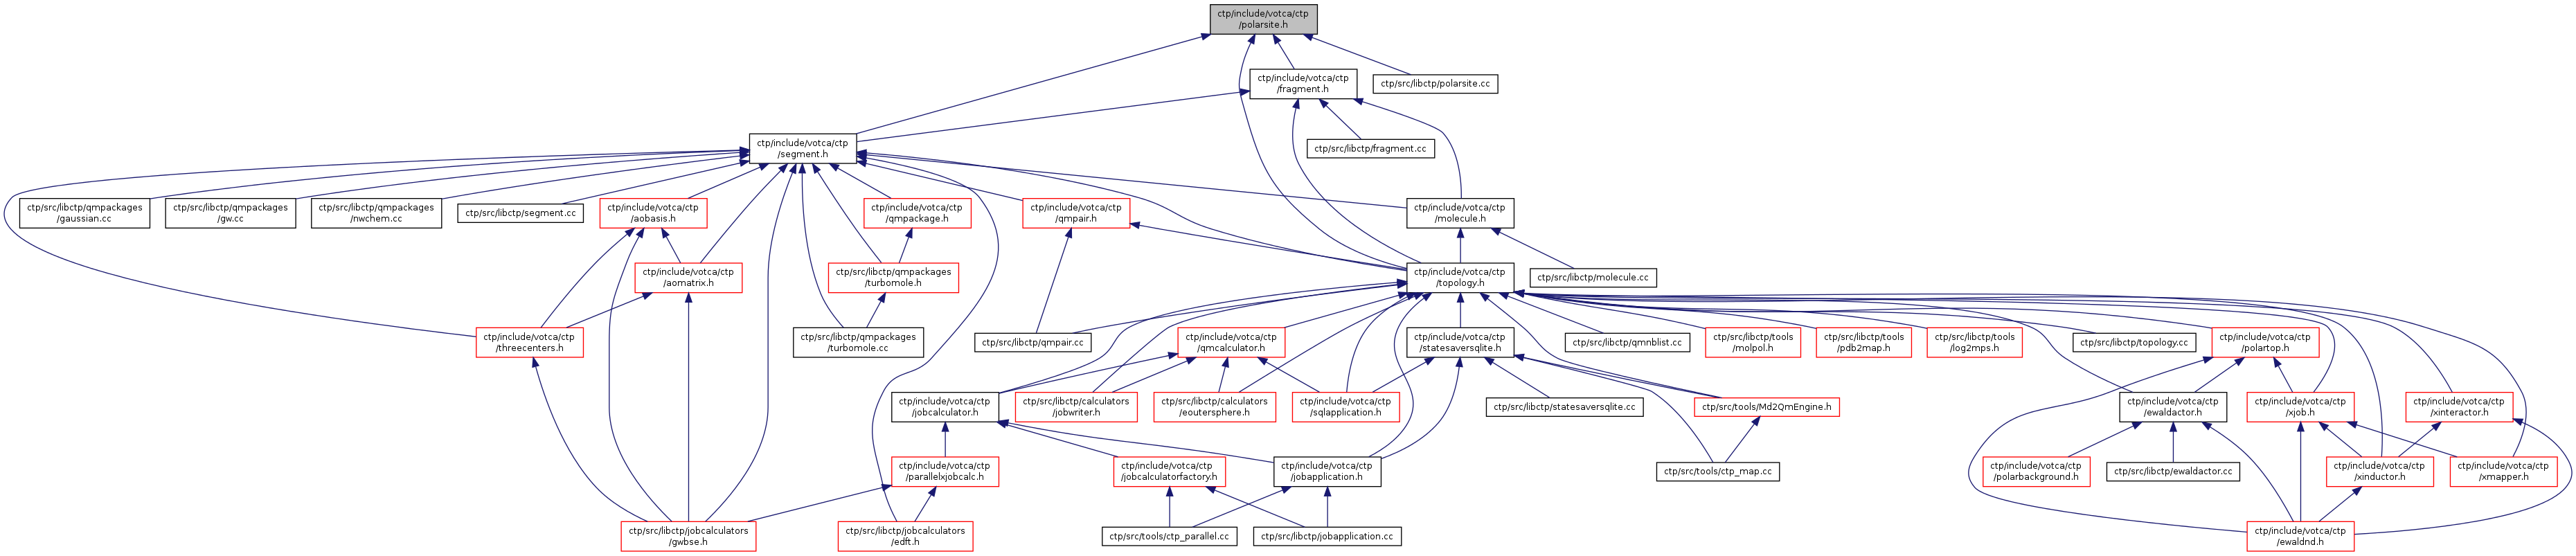 ctp/include/votca/ctp
/polarsite.h
ctp/include/votca/ctp
/fragment.h
ctp/src/libctp/polarsite.cc
ctp/include/votca/ctp
/segment.h
ctp/src/libctp/fragment.cc
ctp/src/libctp/qmpackages
/gaussian.cc
ctp/src/libctp/qmpackages
/gw.cc
ctp/src/libctp/qmpackages
/nwchem.cc
ctp/src/libctp/segment.cc
ctp/include/votca/ctp
/aobasis.h
ctp/include/votca/ctp
/qmpackage.h
ctp/include/votca/ctp
/qmpair.h
ctp/include/votca/ctp
/molecule.h
ctp/include/votca/ctp
/aomatrix.h
ctp/src/libctp/qmpackages
/turbomole.h
ctp/include/votca/ctp
/topology.h
ctp/src/libctp/molecule.cc
ctp/include/votca/ctp
/threecenters.h
ctp/src/libctp/qmpackages
/turbomole.cc
ctp/src/libctp/qmpair.cc
ctp/include/votca/ctp
/qmcalculator.h
ctp/include/votca/ctp
/statesaversqlite.h
ctp/src/libctp/qmnblist.cc
ctp/src/libctp/tools
/molpol.h
ctp/src/libctp/tools
/pdb2map.h
ctp/src/libctp/tools
/log2mps.h
ctp/src/libctp/topology.cc
ctp/include/votca/ctp
/polartop.h
ctp/include/votca/ctp
/jobcalculator.h
ctp/src/libctp/calculators
/jobwriter.h
ctp/src/libctp/calculators
/eoutersphere.h
ctp/include/votca/ctp
/sqlapplication.h
ctp/src/libctp/statesaversqlite.cc
ctp/src/tools/Md2QmEngine.h
ctp/include/votca/ctp
/ewaldactor.h
ctp/include/votca/ctp
/xjob.h
ctp/include/votca/ctp
/xinteractor.h
ctp/include/votca/ctp
/parallelxjobcalc.h
ctp/include/votca/ctp
/jobcalculatorfactory.h
ctp/include/votca/ctp
/jobapplication.h
ctp/src/tools/ctp_map.cc
ctp/include/votca/ctp
/polarbackground.h
ctp/src/libctp/ewaldactor.cc
ctp/include/votca/ctp
/xinductor.h
ctp/include/votca/ctp
/xmapper.h
ctp/src/libctp/jobcalculators
/gwbse.h
ctp/src/libctp/jobcalculators
/edft.h
ctp/src/tools/ctp_parallel.cc
ctp/src/libctp/jobapplication.cc
ctp/include/votca/ctp
/ewaldnd.h